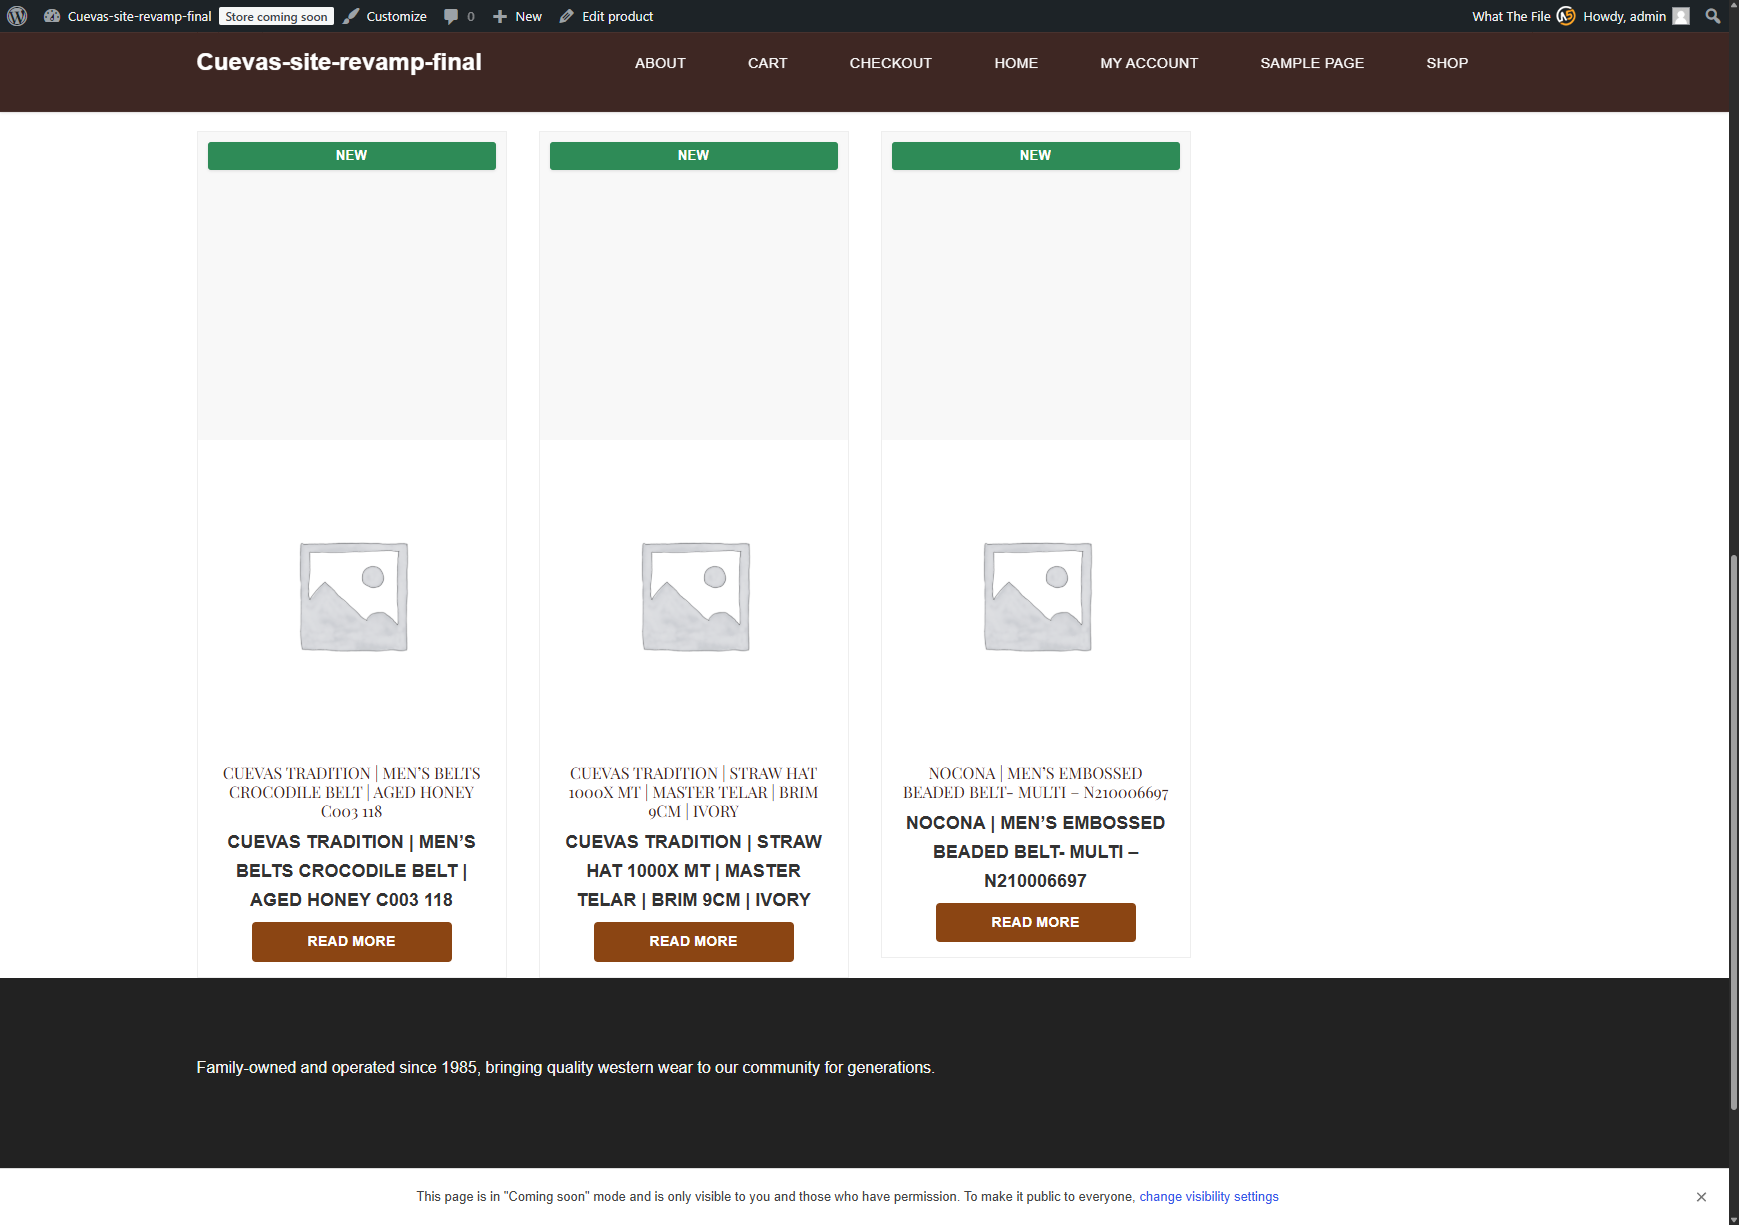 Cuevas-site-revamp-final Store coming soon Customize 0 New Edit product What The File Howdy, admin
Cuevas-site-revamp-final ABOUT CART CHECKOUT HOME MY ACCOUNT SAMPLE PAGE SHOP
NEW
CUEVAS TRADITION | MEN’S BELTS
CROCODILE BELT | AGED HONEY
C003 118
CUEVAS TRADITION | MEN’S
BELTS CROCODILE BELT |
AGED HONEY C003 118
READ MORE
NEW
CUEVAS TRADITION | STRAW HAT
1000X MT | MASTER TELAR | BRIM
9CM | IVORY
CUEVAS TRADITION | STRAW
HAT 1000X MT | MASTER
TELAR | BRIM 9CM | IVORY
READ MORE
NEW
NOCONA | MEN’S EMBOSSED
BEADED BELT- MULTI – N210006697
NOCONA | MEN’S EMBOSSED
BEADED BELT- MULTI –
N210006697
READ MORE
Family-owned and operated since 1985, bringing quality western wear to our community for generations.
This page is in "Coming soon" mode and is only visible to you and those who have permission. To make it public to everyone, change visibility settings